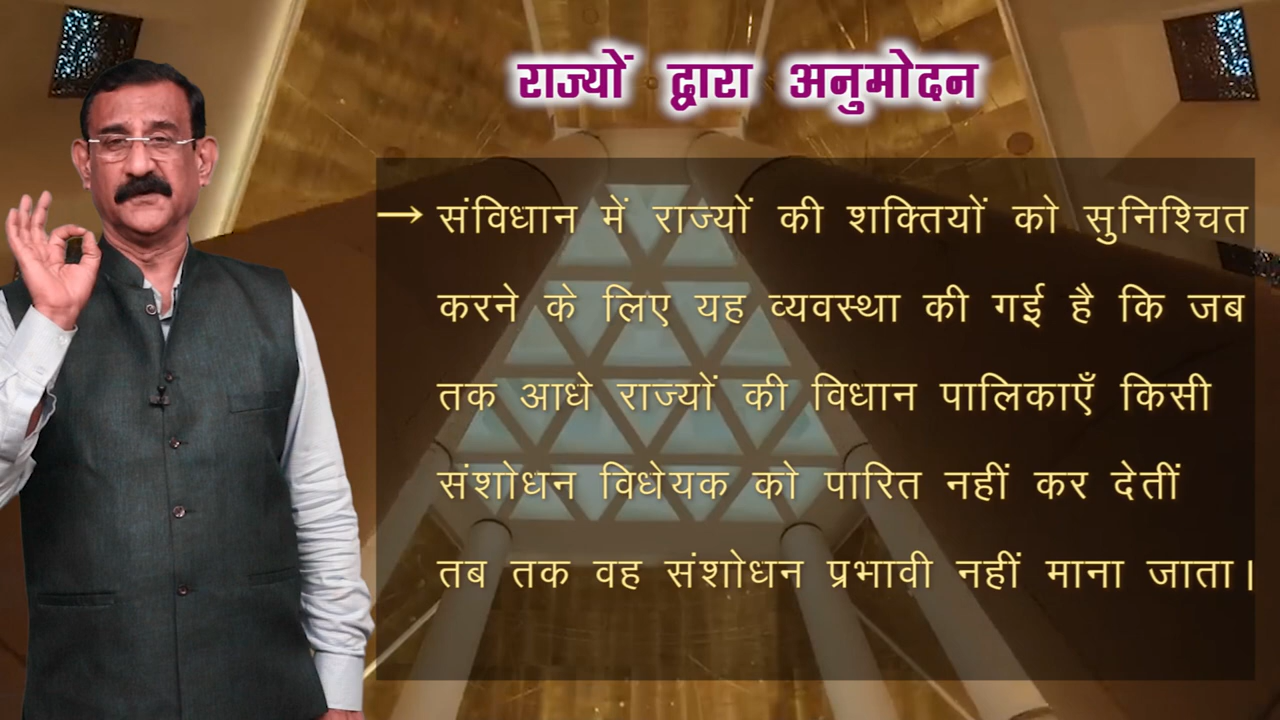 राज्यों द्वारा अनुमोदन
→ संविधान में राज्यों की शक्तियों को सुनिश्चित
करने के लिए यह व्यवस्था की गई है कि जब
तक आधे राज्यों की विधान पालिकाएँ किसी
संशोधन विधेयक को पारित नहीं कर देतीं
तब तक वह संशोधन प्रभावी नहीं माना जाता।